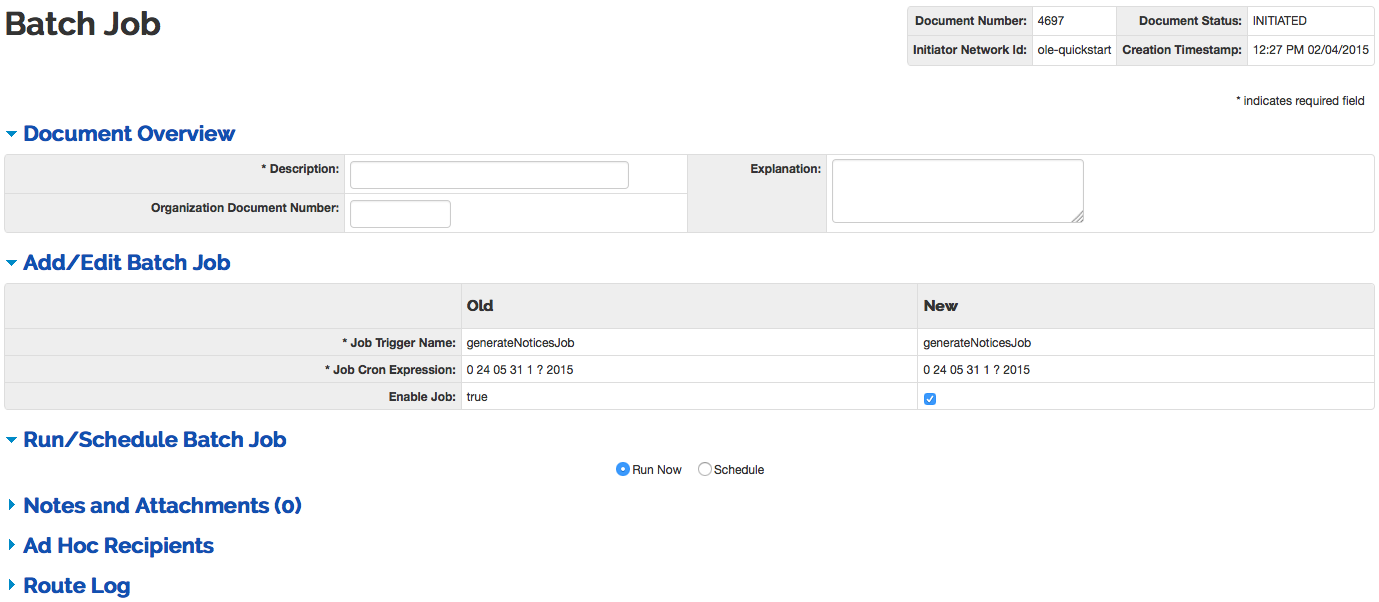 Batch Job
Document Number: 4697 Document Status: INITIATED
Initiator Network Id: ole-quickstart Creation Timestamp: 12:27 PM 02/04/2015
* indicates required field
Document Overview
* Description: Explanation:
Organization Document Number:
Add/Edit Batch Job
Old New
* Job Trigger Name: generateNoticesJob generateNoticesJob
* Job Cron Expression: 0 24 05 31 1 ? 2015 0 24 05 31 1 ? 2015
Enable Job: true
Run/Schedule Batch Job
Run Now Schedule
Notes and Attachments (0)
Ad Hoc Recipients
Route Log